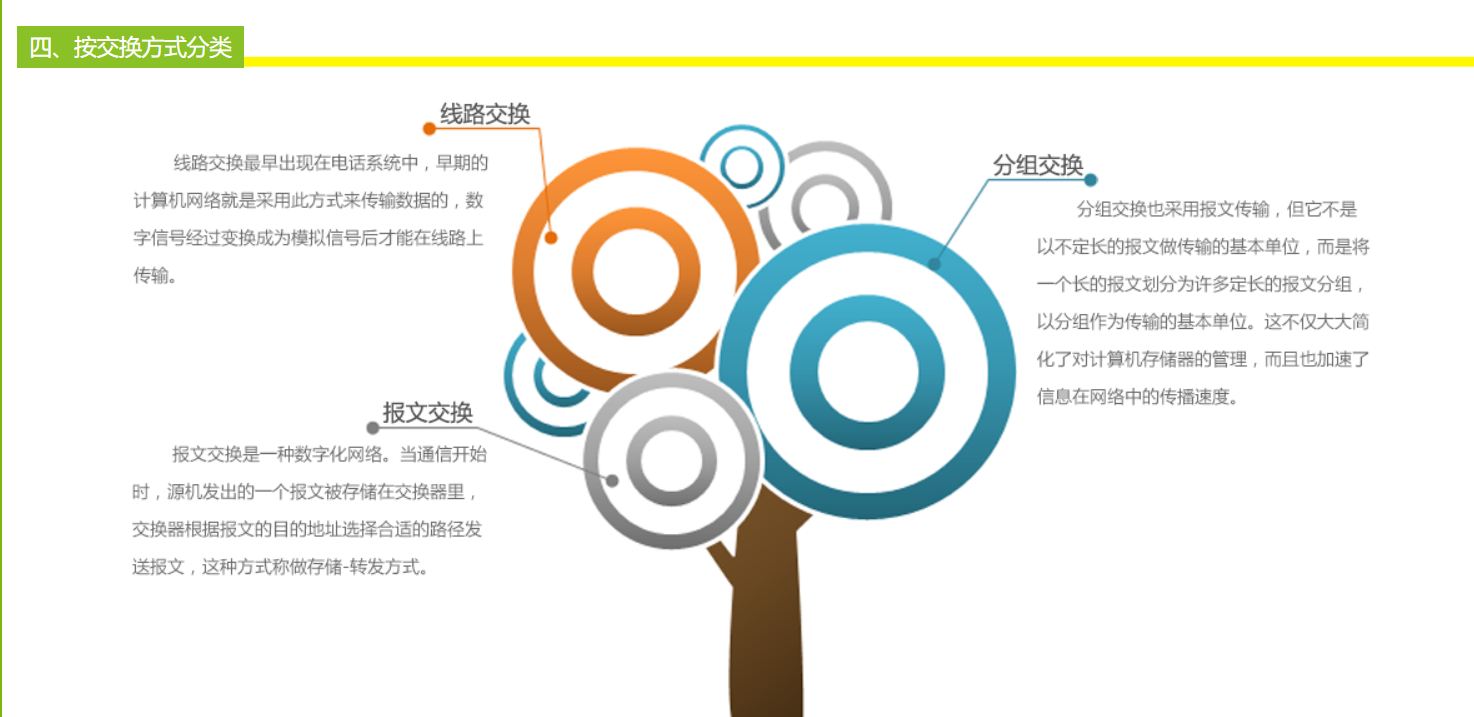 四、按交换方式分类
线路交换
线路交换最早出现在电话系统中，早期的
计算机网络就是采用此方式来传输数据的，数
字信号经过变换成为模拟信号后才能在线路上
传输。
报文交换
报文交换是一种数字化网络。当通信开始
时，源机发出的一个报文被存储在交换器里，
交换器根据报文的目的地址选择合适的路径发
送报文，这种方式称做存储-转发方式。
分组交换
分组交换也采用报文传输，但它不是
以不定长的报文做传输的基本单位，而是将
一个长的报文划分为许多定长的报文分组，
以分组作为传输的基本单位。这不仅大大简
化了对计算机存储器的管理，而且也加速了
信息在网络中的传播速度。